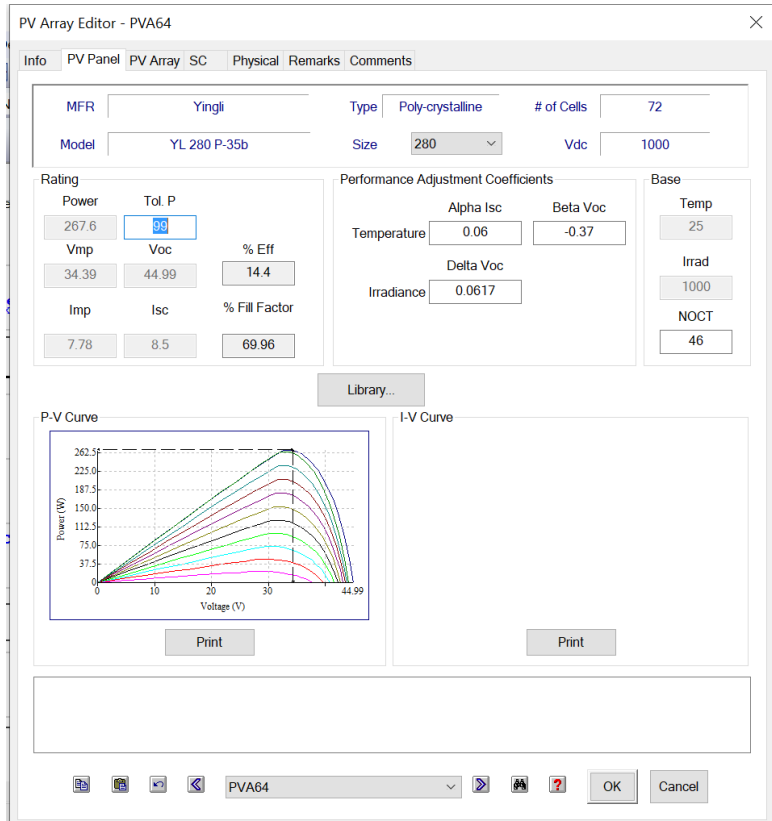 PV Array Editor - PVA64
Info PV Panel PV Array SC Physical Remarks Comments
MFR Yingli Type Poly-crystalline # of Cells 72
Model YL 280 P-35b Size 280 Vdc 1000
Rating
Power Tol. P
267.6 99
Vmp Voc % Eff
34.39 44.99 14.4
Imp Isc % Fill Factor
7.78 8.5 69.96
Performance Adjustment Coefficients
Alpha Isc Beta Voc
Temperature 0.06 -0.37
Delta Voc
Irradiance 0.0617
Base
Temp
25
Irrad
1000
NOCT
46
Library...
P-V Curve
262.5
225.0
187.5
150.0
112.5
75.0
37.5
0
Power (W)
0 10 20 30 44.99
Voltage (V)
Print
I-V Curve
Print
PVA64
? OK Cancel